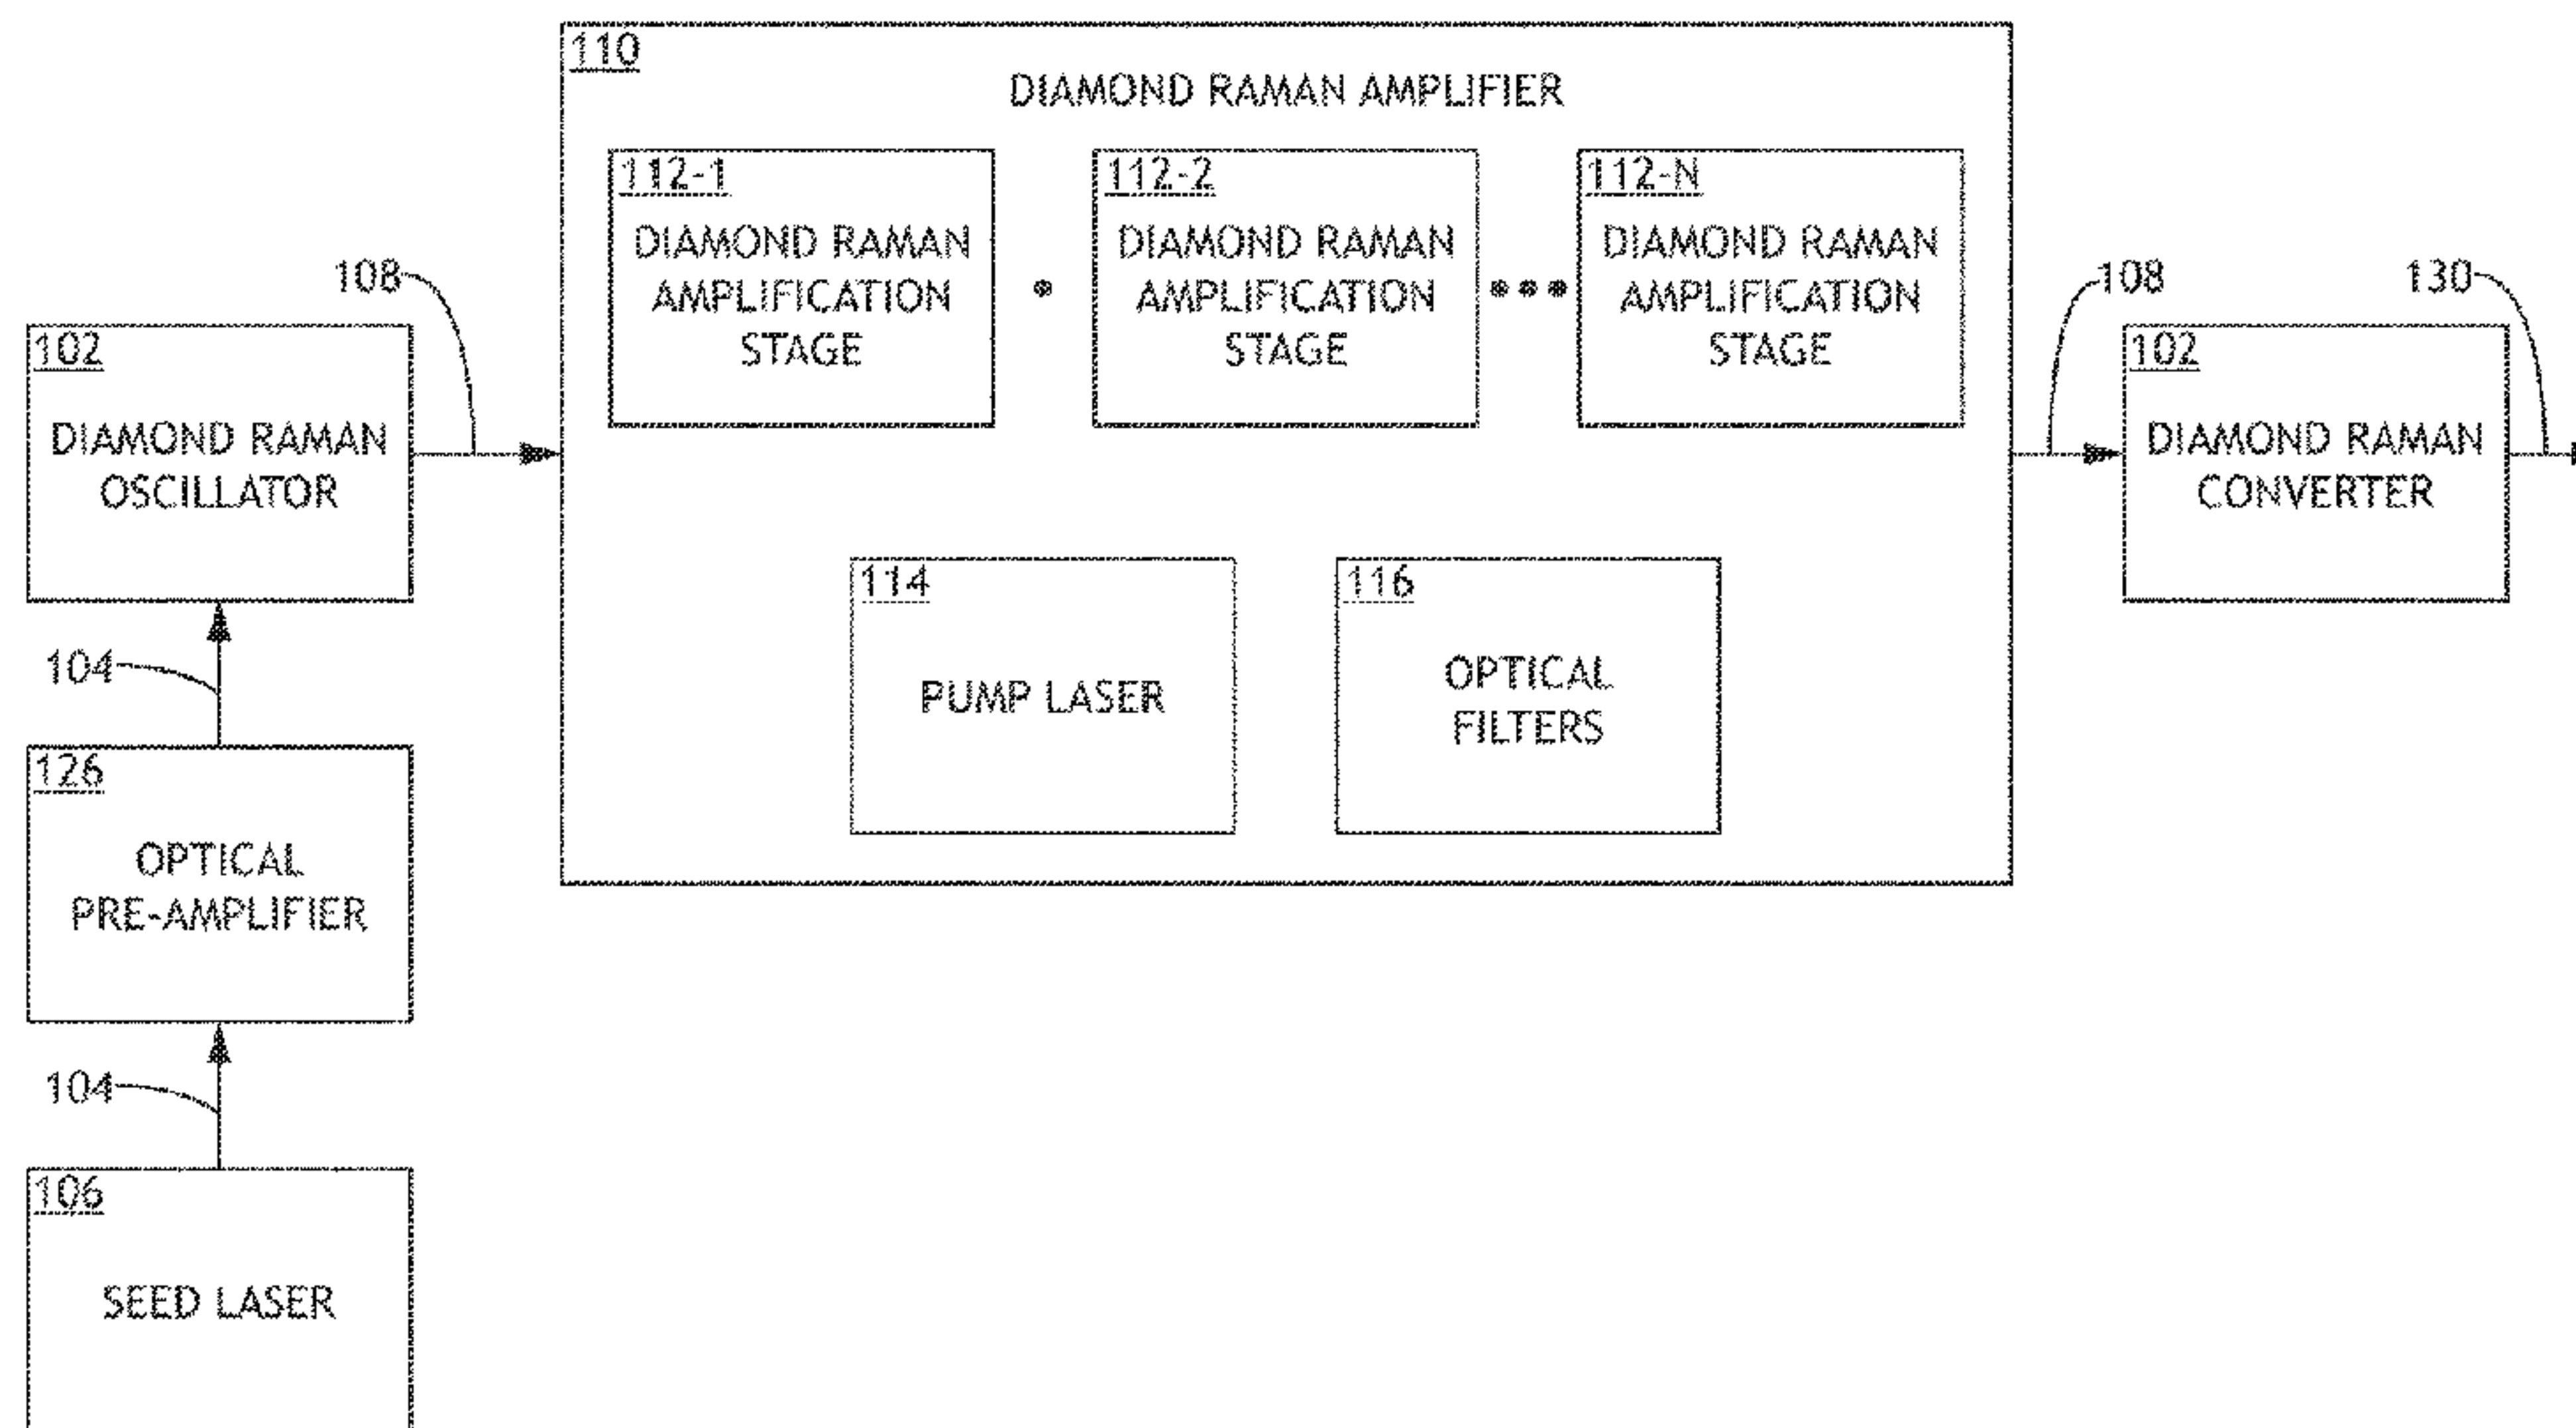 110
DIAMOND RAMAN AMPLIFIER
112-1
DIAMOND RAMAN
AMPLIFICATION
STAGE
112-2
DIAMOND RAMAN
AMPLIFICATION
STAGE
112-N
DIAMOND RAMAN
AMPLIFICATION
STAGE
108
102
DIAMOND RAMAN
OSCILLATOR
108
130
102
DIAMOND RAMAN
CONVERTER
114
PUMP LASER
116
OPTICAL
FILTERS
104
126
OPTICAL
PRE-AMPLIFIER
104
106
SEED LASER